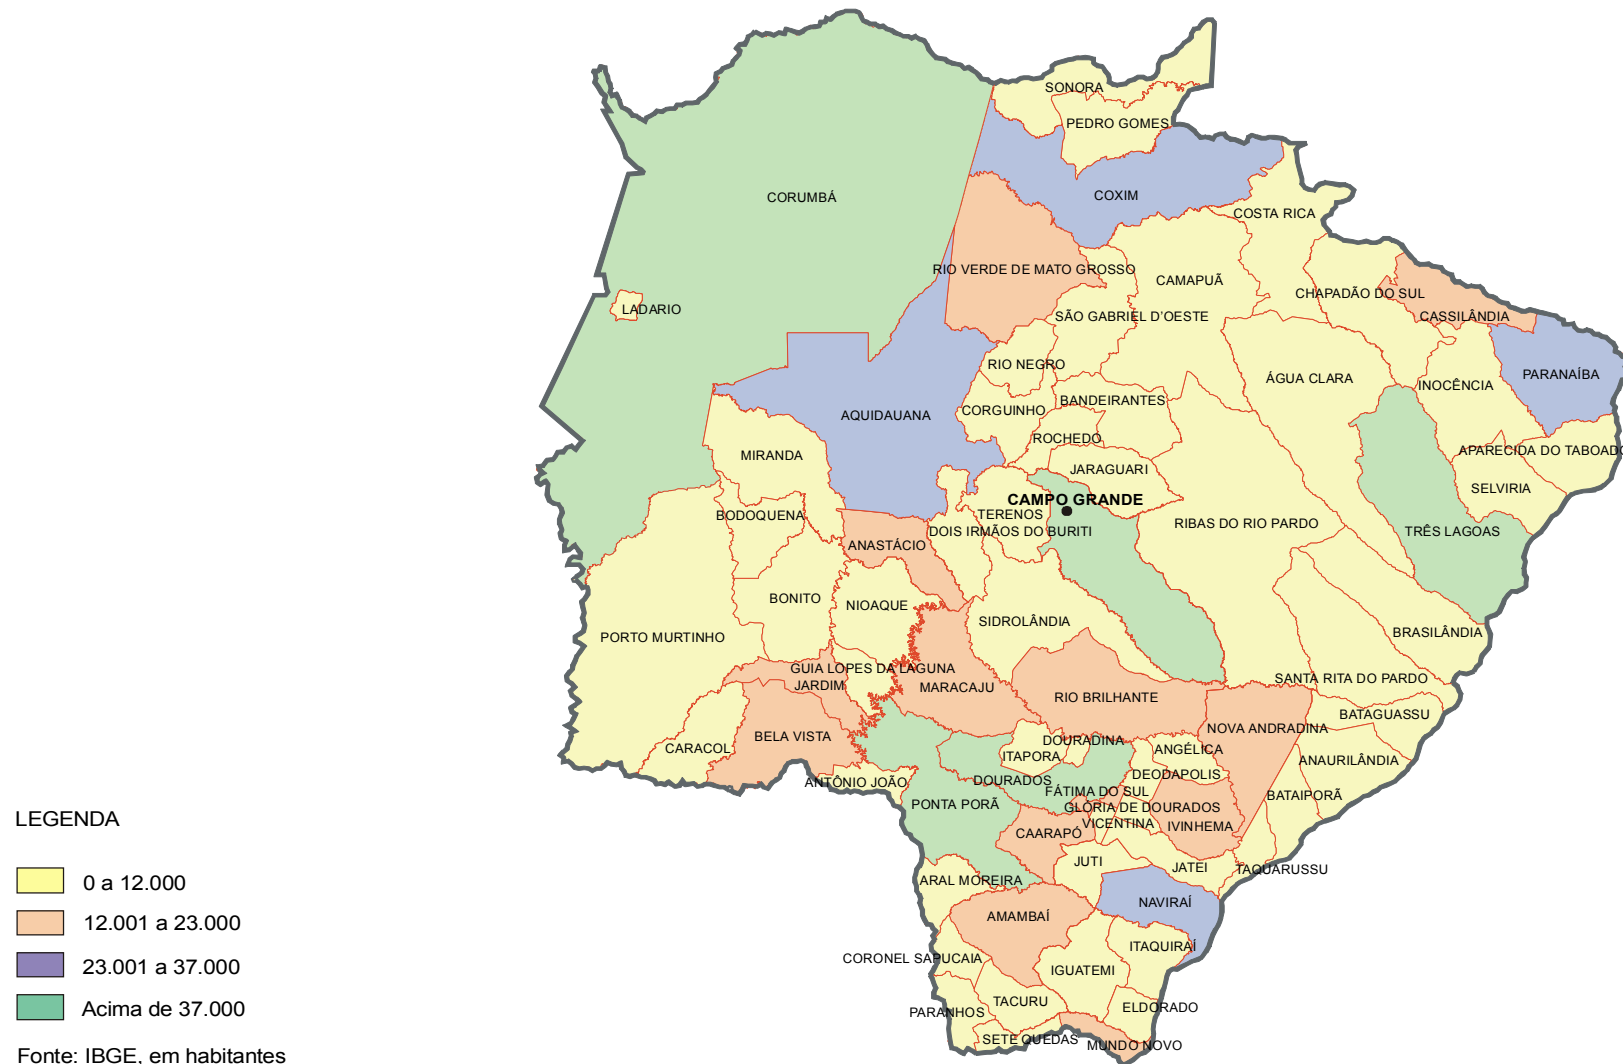 SONORA
PEDRO GOMES
CORUMBÁ
COXIM
COSTA RICA
RIO VERDE DE MATO GROSSO
CAMAPUÃ
CHAPADÃO DO SUL
LADARIO
SÃO GABRIEL D'OESTE
CASSILÂNDIA
RIO NEGRO
ÁGUA CLARA
INOCÊNCIA
PARANAÍBA
AQUIDAUANA
CORGUINHO
BANDEIRANTES
ROCHEDO
MIRANDA
APARECIDA DO TABOADO
JARAGUARI
SELVIRIA
CAMPO GRANDE
BODOQUENA
TERENOS
RIBAS DO RIO PARDO
DOIS IRMÃOS DO BURITI
TRÊS LAGOAS
ANASTÁCIO
BONITO
NIOAQUE
SIDROLÂNDIA
PORTO MURTINHO
BRASILÂNDIA
GUIA LOPES DA LAGUNA
JARDIM
MARACAJU
SANTA RITA DO PARDO
RIO BRILHANTE
BATAGUASSU
NOVA ANDRADINA
BELA VISTA
CARACOL
DOURADINA
ITAPORA
ANGÉLICA
ANAURILÂNDIA
DEODAPOLIS
ANTÔNIO JOÃO
DOURADOS
FÁTIMA DO SUL
BATAIPORÃ
PONTA PORÃ
GLÓRIA DE DOURADOS
VICENTINA
IVINHEMA
CAARAPÓ
JUTI
JATEI
TAQUARUSSU
ARAL MOREIRA
NAVIRAÍ
AMAMBAÍ
ITAQUIRAÍ
CORONEL SAPUCAIA
IGUATEMI
TACURU
ELDORADO
PARANHOS
SETE QUEDAS
MUNDO NOVO
LEGENDA
0 a 12.000
12.001 a 23.000
23.001 a 37.000
Acima de 37.000
Fonte: IBGE, em habitantes